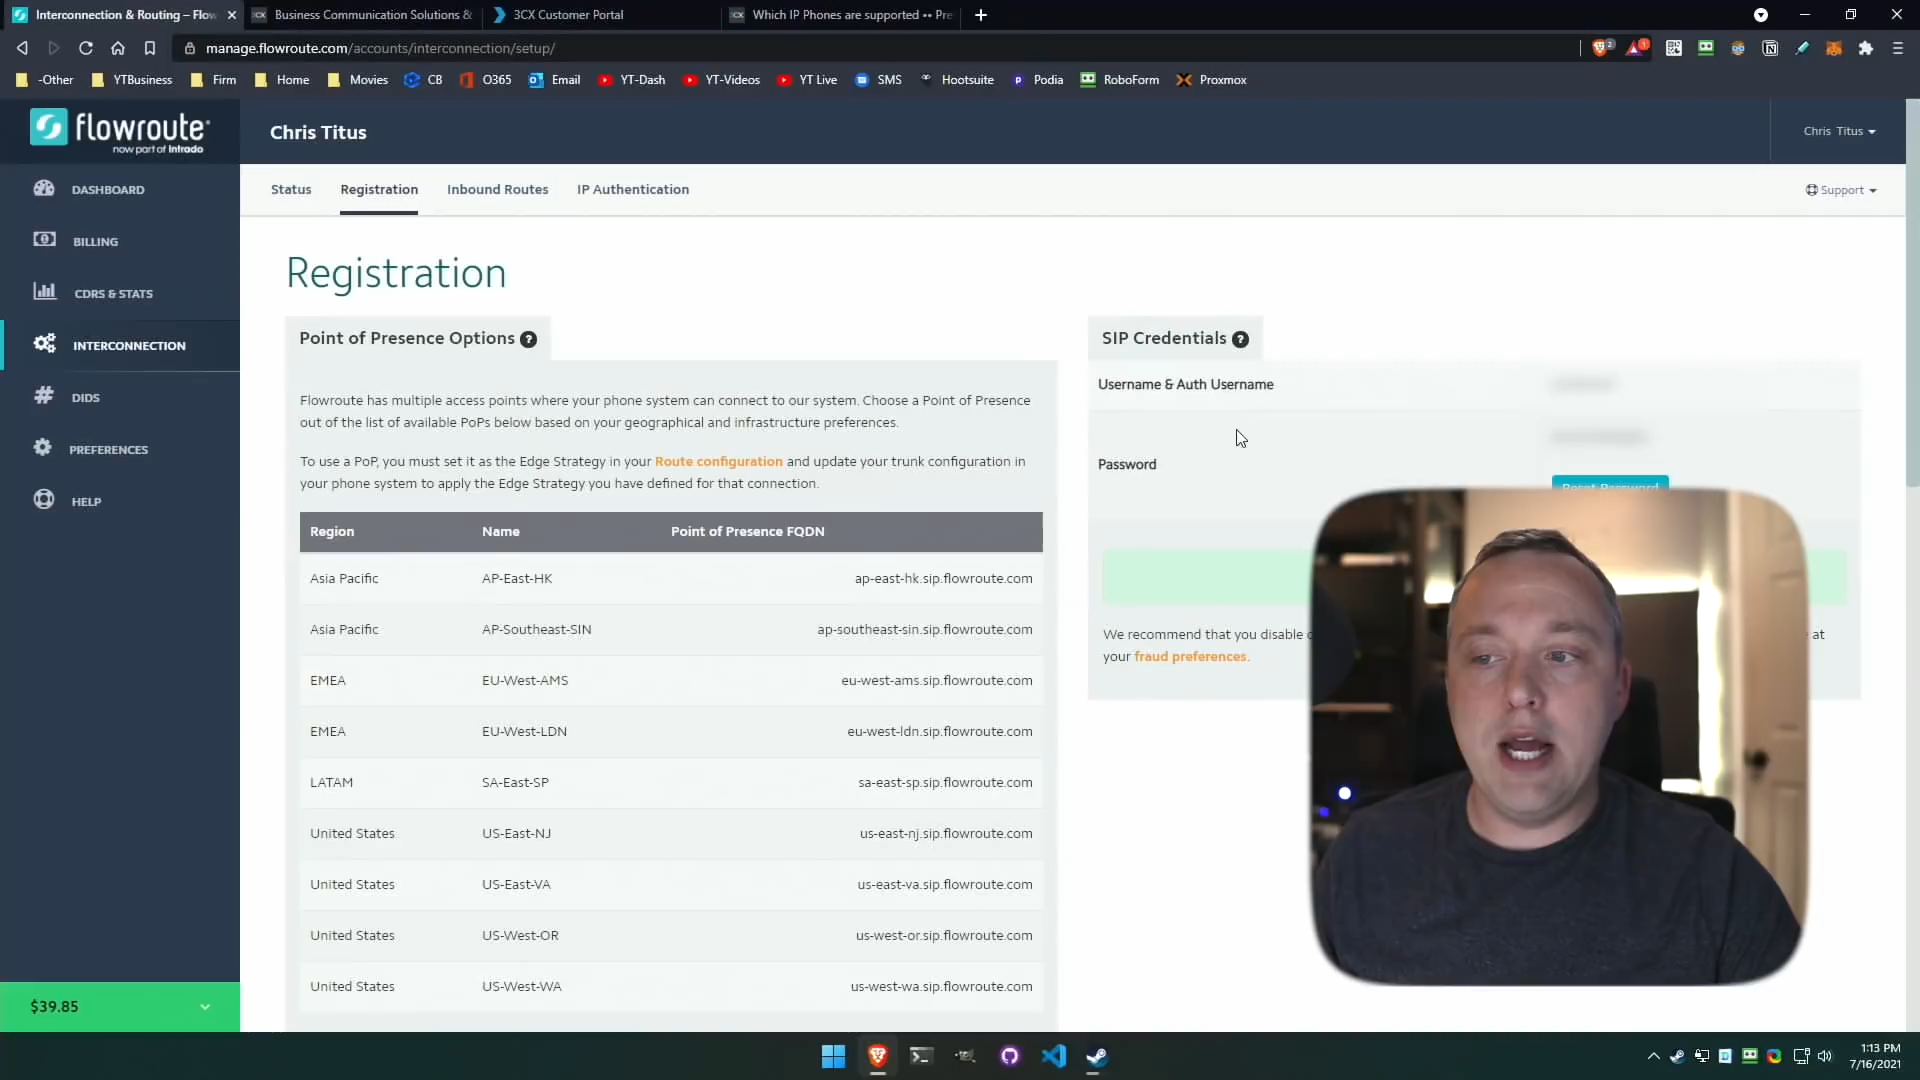 Interconnection & Routing – Flow
Business Communication Solutions &
3CX Customer Portal
Which IP Phones are supported •• Pre
manage.flowroute.com/accounts/interconnection/setup/
2
1
-Other
YTBusiness
Firm
Home
Movies
CB
O365
Email
YT-Dash
YT-Videos
YT Live
SMS
Hootsuite
Podia
RoboForm
Proxmox
flowroute
now part of Intrado
Chris Titus
Chris Titus
DASHBOARD
BILLING
CDRS & STATS
INTERCONNECTION
DIDS
PREFERENCES
HELP
$39.85
Status
Registration
Inbound Routes
IP Authentication
Support
Registration
Point of Presence Options ?
Flowroute has multiple access points where your phone system can connect to our system. Choose a Point of Presence
out of the list of available PoPs below based on your geographical and infrastructure preferences.
To use a PoP, you must set it as the Edge Strategy in your Route configuration and update your trunk configuration in
your phone system to apply the Edge Strategy you have defined for that connection.
Region Name Point of Presence FQDN
Asia Pacific AP-East-HK ap-east-hk.sip.flowroute.com
Asia Pacific AP-Southeast-SIN ap-southeast-sin.sip.flowroute.com
EMEA EU-West-AMS eu-west-ams.sip.flowroute.com
EMEA EU-West-LDN eu-west-ldn.sip.flowroute.com
LATAM SA-East-SP sa-east-sp.sip.flowroute.com
United States US-East-NJ us-east-nj.sip.flowroute.com
United States US-East-VA us-east-va.sip.flowroute.com
United States US-West-OR us-west-or.sip.flowroute.com
United States US-West-WA us-west-wa.sip.flowroute.com
SIP Credentials ?
Username & Auth Username
Password
Reset Password
We recommend that you disable
at
your fraud preferences.
1:13 PM
7/16/2021